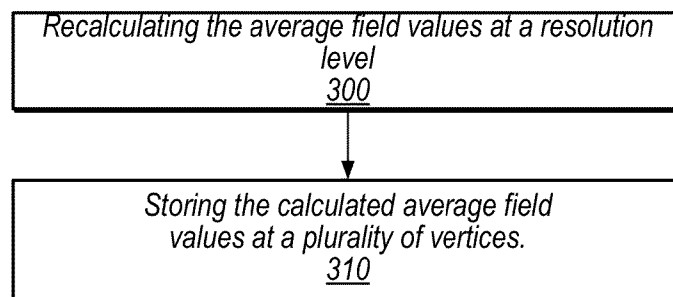 Recalculating the average field values at a resolution
level
300
Storing the calculated average field
values at a plurality of vertices.
310